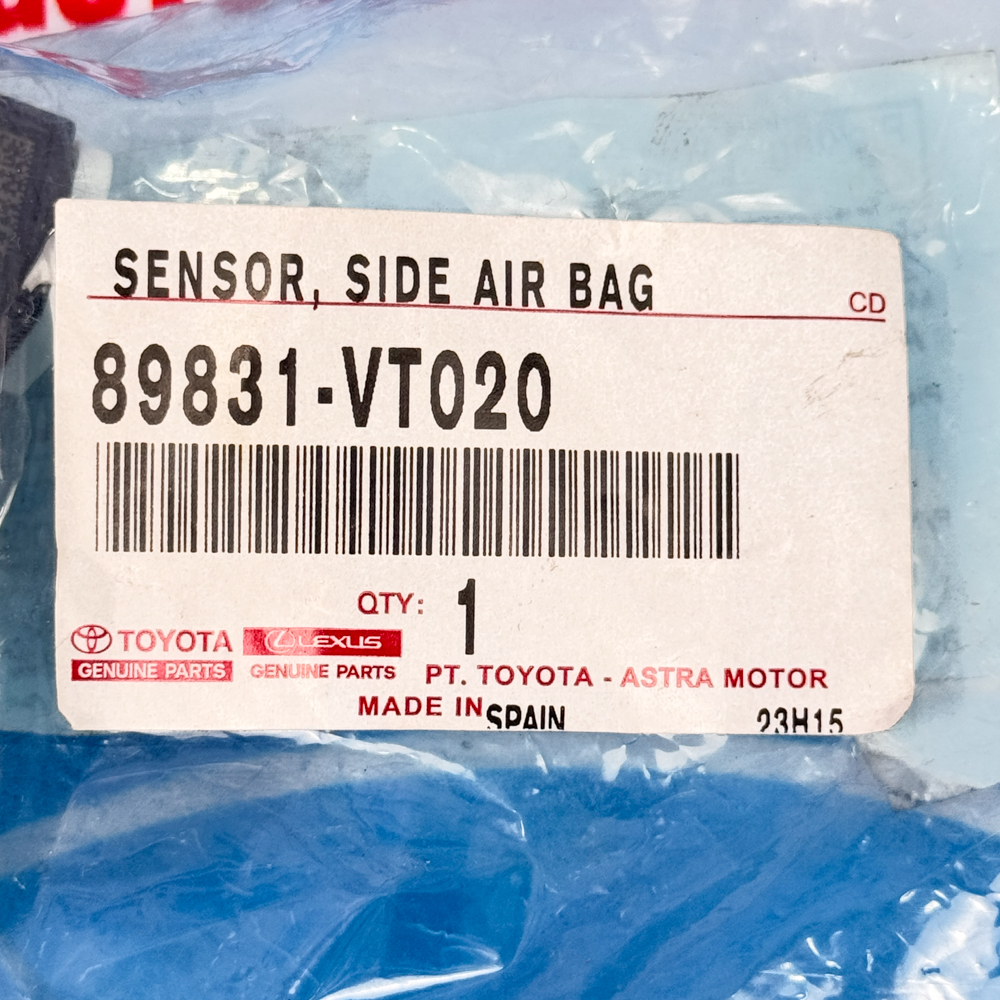 SENSOR, SIDE AIR BAG
CD
89831-VT020
QTY: 1
TOYOTA LEXUS
GENUINE PARTS GENUINE PARTS PT. TOYOTA - ASTRA MOTOR
MADE IN SPAIN 23H15